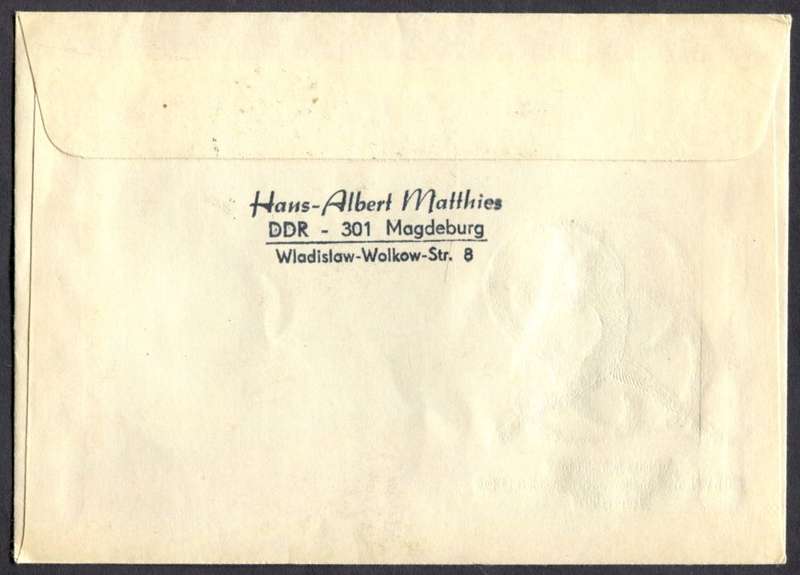 Hans-Albert Matthies
DDR - 301 Magdeburg
Wladislaw-Wolkow-Str. 8